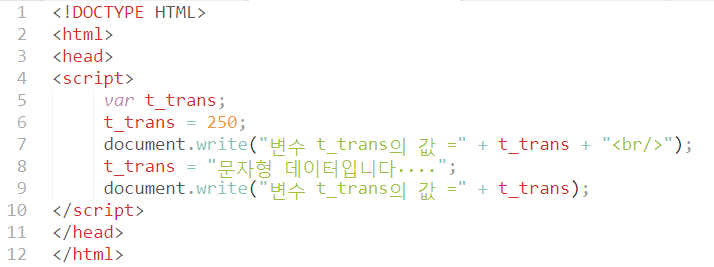 1 <!DOCTYPE HTML>
2 <html>
3 <head>
4 <script>
5 var t_trans;
6 t_trans = 250;
7 document.write("변수 t_trans의 값 =" + t_trans + "<br/>");
8 t_trans = "문자형 데이터입니다....";
9 document.write("변수 t_trans의 값 =" + t_trans);
10 </script>
11 </head>
12 </html>